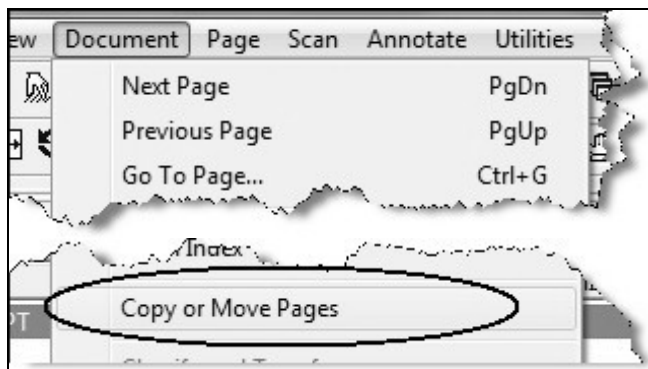 ew Document Page Scan Annotate Utilities
Next Page PgDn
Previous Page PgUp
Go To Page... Ctrl+G
Index
PT
Copy or Move Pages